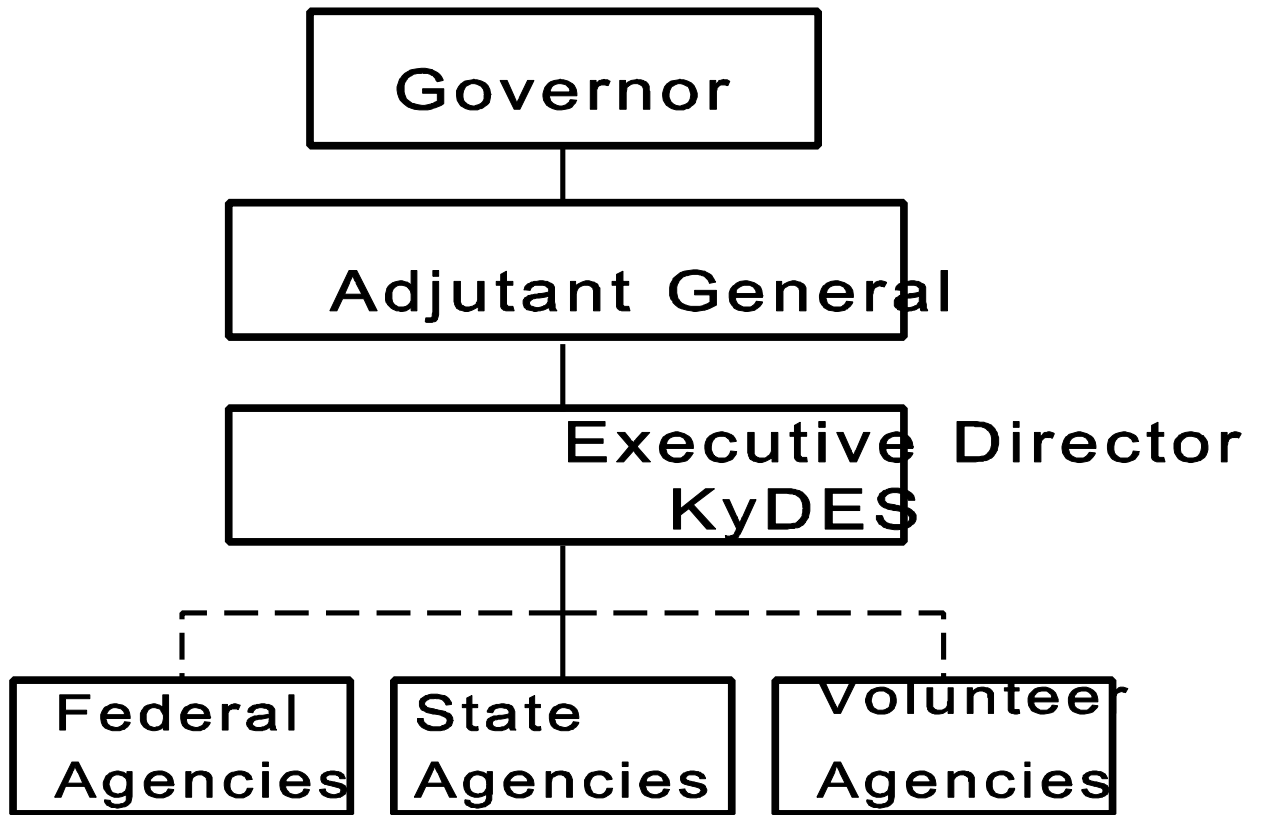 Governor
Adjutant General
Executive Director
KyDES
Federal
Agencies
State
Agencies
Volunteer
Agencies